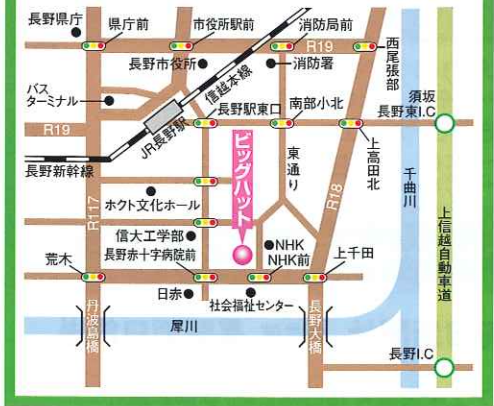 長野県庁
県庁前
市役所駅前
消防局前
R19
西尾張部
長野市役所
消防署
バス
ターミナル
信越本線
長野駅東口
南部小北
須坂
長野東I.C
R19
JR長野駅
上高田北
長野新幹線
ビッグハット
東通り
R18
千曲川
上信越自動車道
R117
ホクト文化ホール
信大工学部
長野赤十字病院前
NHK
NHK前
上千田
荒木
日赤
社会福祉センター
丹波島橋
長野大橋
犀川
長野I.C